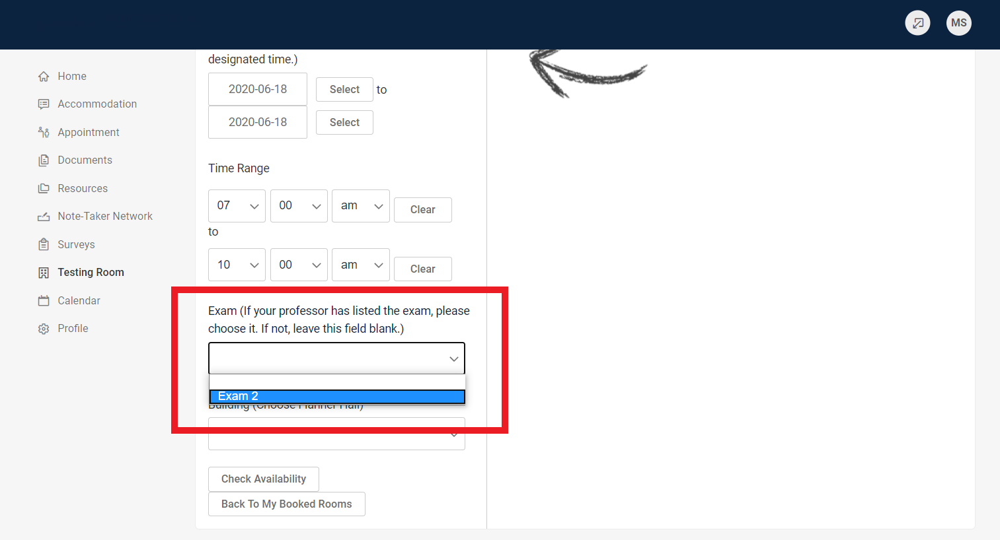 MS
Home
Accommodation
Appointment
Documents
Resources
Note-Taker Network
Surveys
Testing Room
Calendar
Profile
designated time.)
2020-06-18 Select to
2020-06-18 Select
Time Range
07 00 am Clear
to
10 00 am Clear
Exam (If your professor has listed the exam, please
choose it. If not, leave this field blank.)
Exam 2
Building (Choose Hall)
Check Availability
Back To My Booked Rooms